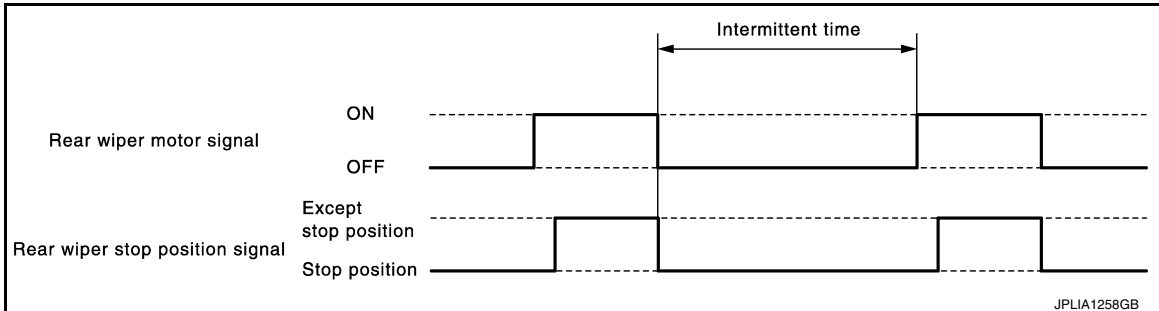 Intermittent time
ON
Rear wiper motor signal
OFF
Except
stop position
Rear wiper stop position signal
Stop position
JPLIA1258GB